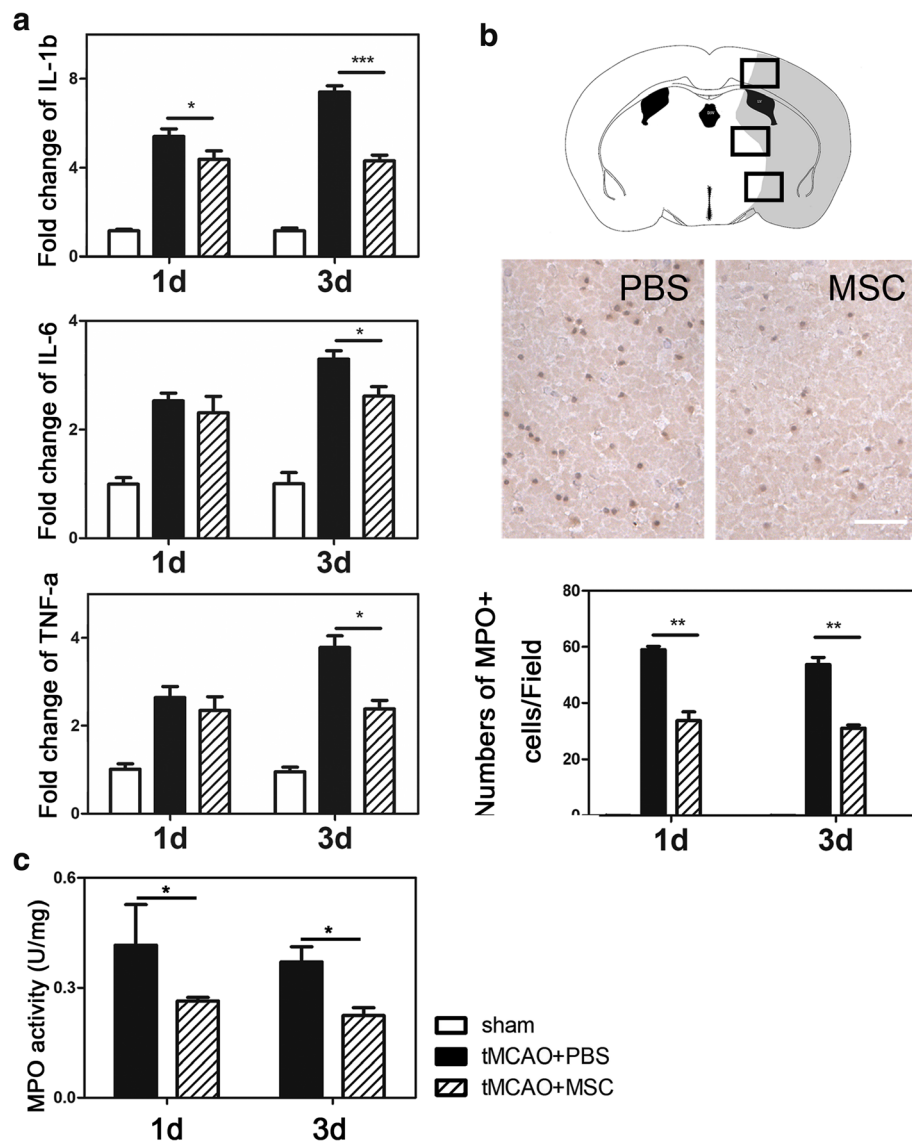 a
Fold change of IL-1b
8
4
0
*
***
1d
3d
Fold change of IL-6
4
2
0
*
1d
3d
Fold change of TNF-a
4
2
0
*
1d
3d
b
PBS
MSC
Numbers of MPO+
cells/Field
80
60
40
20
0
**
**
1d
3d
c
MPO activity (U/mg)
0.6
0.3
0.0
*
*
1d
3d
sham
tMCAO+PBS
tMCAO+MSC